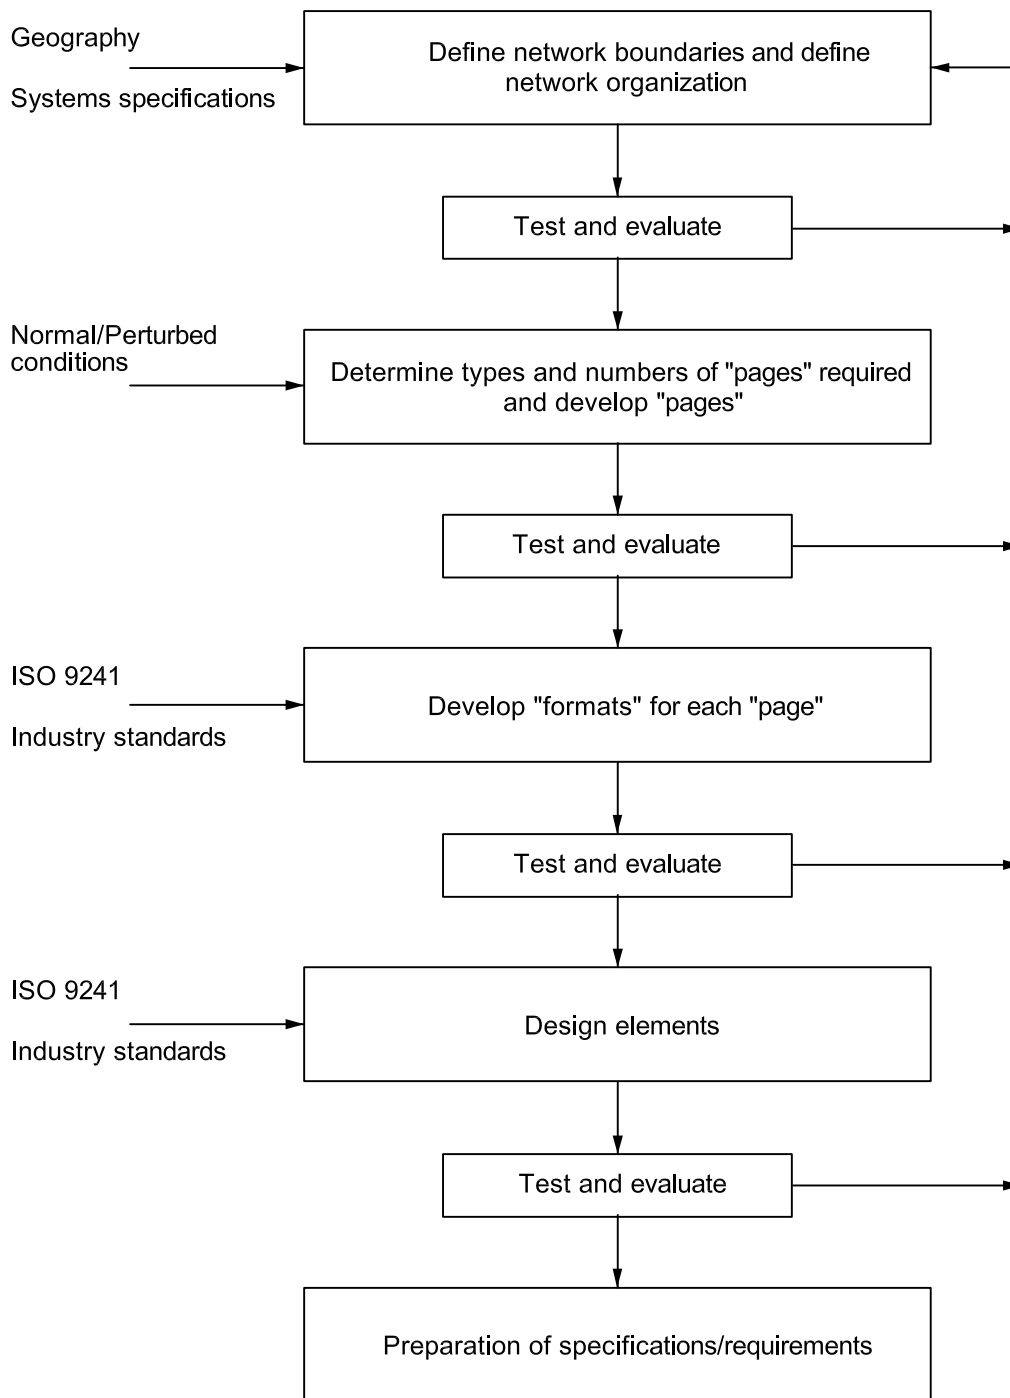 Geography
Define network boundaries and define
network organization
Systems specifications
Test and evaluate
Normal/Perturbed
conditions
Determine types and numbers of "pages" required
and develop "pages"
Test and evaluate
ISO 9241
Develop "formats" for each "page"
Industry standards
Test and evaluate
ISO 9241
Design elements
Industry standards
Test and evaluate
Preparation of specifications/requirements